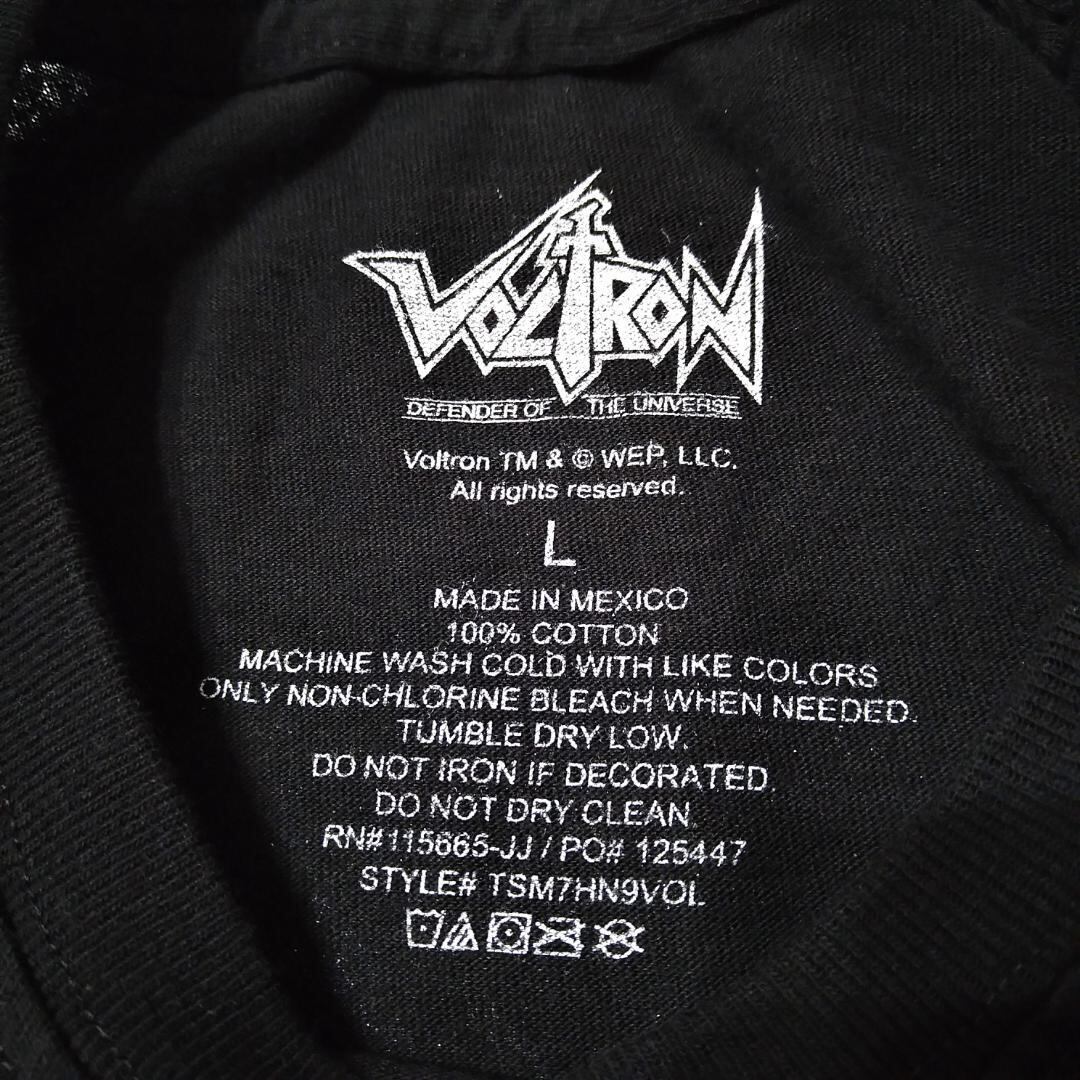 VOLTRON
DEFENDER OF THE UNIVERSE
Voltron TM & © WEP, LLC.
All rights reserved.
L
MADE IN MEXICO
100% COTTON
MACHINE WASH COLD WITH LIKE COLORS
ONLY NON-CHLORINE BLEACH WHEN NEEDED.
TUMBLE DRY LOW.
DO NOT IRON IF DECORATED.
DO NOT DRY CLEAN.
RN#115665-JJ / PO# 125447
STYLE# TSM7HN9VOL